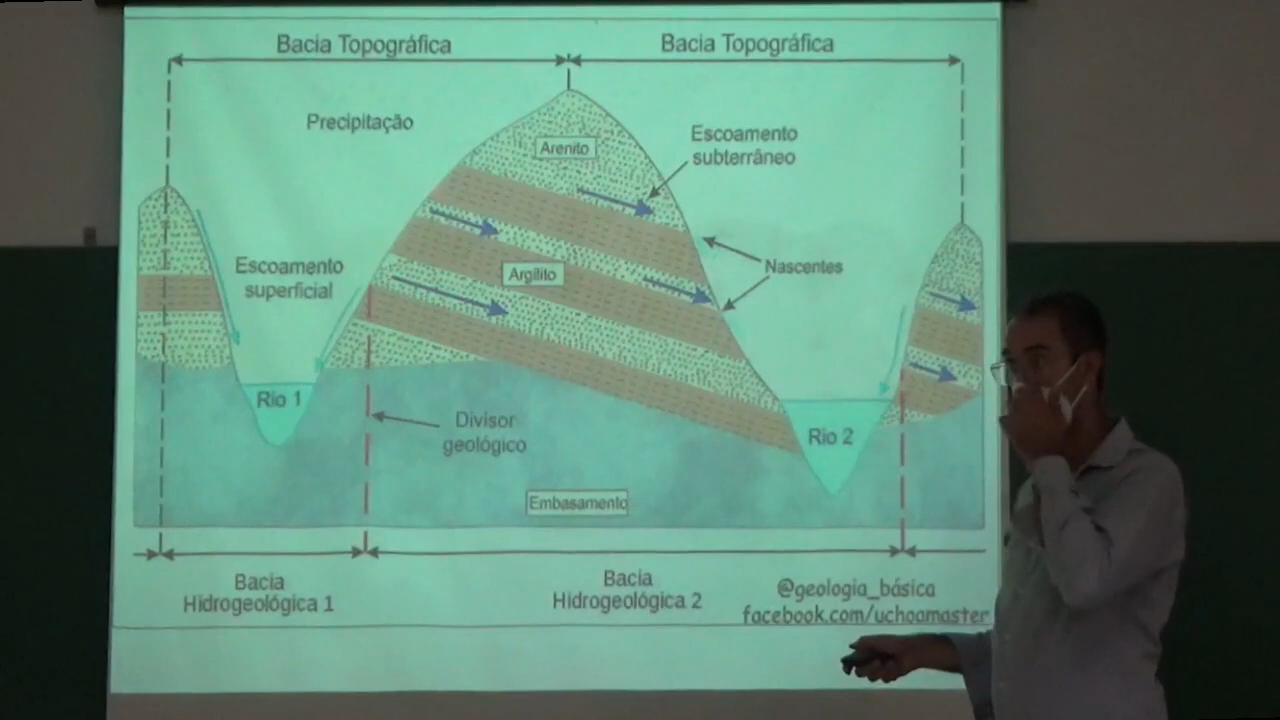 Bacia Topográfica
Bacia Topográfica
Precipitação
Arenito
Escoamento
subterrâneo
Escoamento
superficial
Argilito
Nascentes
Rio 1
Rio 2
Divisor
geológico
Embasamento
Bacia
Hidrogeológica 1
Bacia
Hidrogeológica 2
@geologia_básica
facebook.com/uchoamaster